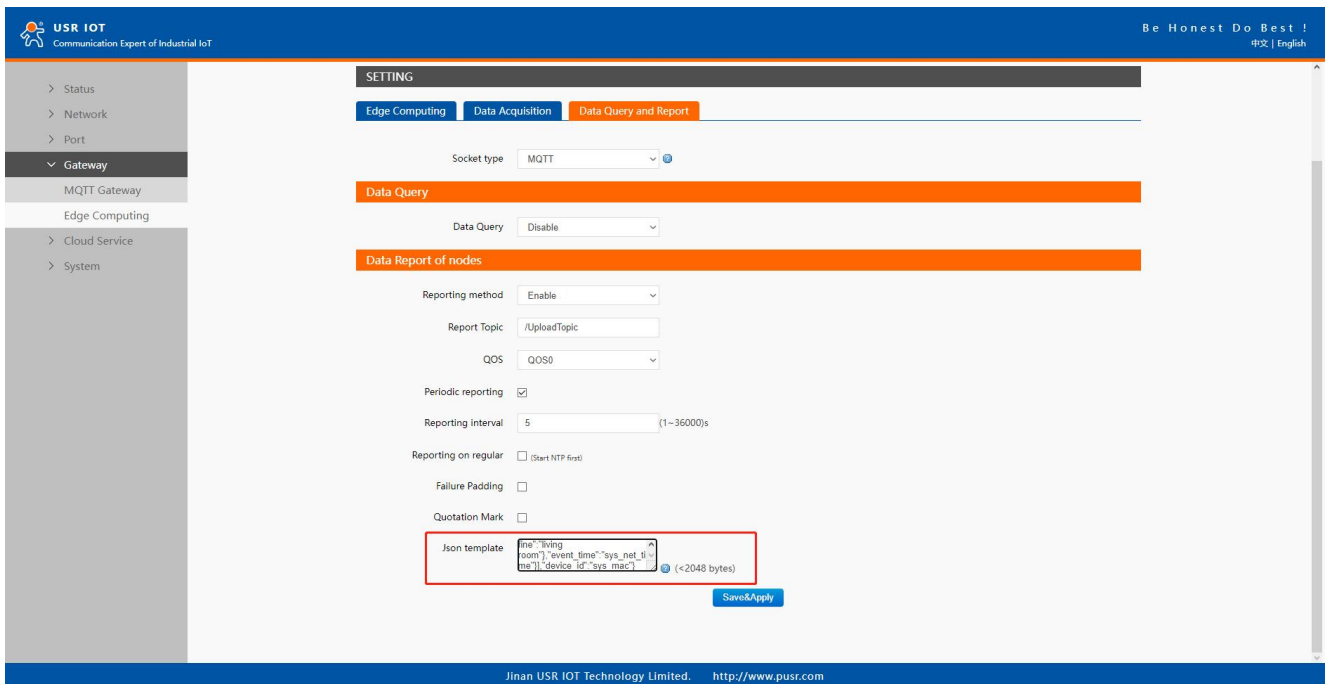 USR IOT
Communication Expert of Industrial IoT
Be Honest Do Best !
中文 | English
Status
Network
Port
Gateway
MQTT Gateway
Edge Computing
Cloud Service
System
SETTING
Edge Computing Data Acquisition Data Query and Report
Socket type MQTT
Data Query
Data Query Disable
Data Report of nodes
Reporting method Enable
Report Topic /UploadTopic
QOS QOS0
Periodic reporting
Reporting interval 5 (1~36000)s
Reporting on regular (Start NTP first)
Failure Padding
Quotation Mark
Json template
fine":"living
room"},"event_time":"sys_net_ti
me"}],"device_id":"sys_mac"}
(<2048 bytes)
Save&Apply
Jinan USR IOT Technology Limited. http://www.pusr.com